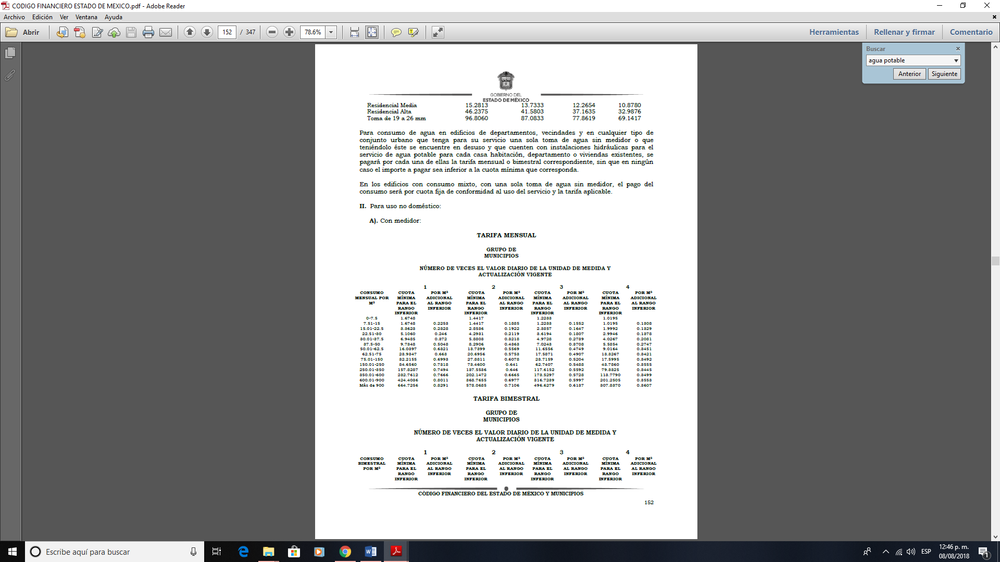 CODIGO FINANCIERO ESTADO DE MEXICO.pdf - Adobe Reader
Archivo Edición Ver Ventana Ayuda
Abrir 152 / 347 78.6% Herramientas Rellenar y firmar Comentario
Buscar
agua potable
Anterior Siguiente
GOBIERNO DEL
ESTADO DE MÉXICO
Residencial Media 15.2813 13.7333 12.2654 10.8780
Residencial Alta 46.2375 41.5803 37.1635 32.9876
Toma de 19 a 26 mm 96.8060 87.0833 77.8619 69.1417
Para consumo de agua en edificios de departamentos, vecindades y en cualquier tipo de
conjunto urbano que tenga para su servicio una sola toma de agua sin medidor o que
teniéndolo éste se encuentre en desuso y que cuenten con instalaciones hidráulicas para el
servicio de agua potable para cada casa habitación, departamento o viviendas existentes, se
pagará por cada una de ellas la tarifa mensual o bimestral correspondiente, sin que en ningún
caso el importe a pagar sea inferior a la cuota mínima que corresponda.
En los edificios con consumo mixto, con una sola toma de agua sin medidor, el pago del
consumo será por cuota fija de conformidad al uso del servicio y la tarifa aplicable.
II. Para uso no doméstico:
A). Con medidor:
TARIFA MENSUAL
GRUPO DE
MUNICIPIOS
NÚMERO DE VECES EL VALOR DIARIO DE LA UNIDAD DE MEDIDA Y
ACTUALIZACIÓN VIGENTE
1 2 3 4
CONSUMO CUOTA POR M³ CUOTA POR M³ CUOTA POR M³ CUOTA POR M³
MENSUAL POR MÍNIMA ADICIONAL MÍNIMA ADICIONAL MÍNIMA ADICIONAL MÍNIMA ADICIONAL
M³ PARA EL AL RANGO PARA EL AL RANGO PARA EL AL RANGO PARA EL AL RANGO
RANGO INFERIOR RANGO INFERIOR RANGO INFERIOR RANGO INFERIOR
INFERIOR INFERIOR INFERIOR INFERIOR
0-7.5 1.6748 1.4417 1.2233 1.0195
7.51-15 1.6748 0.2253 1.4417 0.1885 1.2233 0.1552 1.0195 0.1308
15.01-22.5 3.3623 0.2328 2.8536 0.1922 2.3857 0.1647 1.9992 0.1329
22.51-30 5.1060 0.246 4.2931 0.2119 3.6194 0.1807 2.9946 0.1378
30.01-37.5 6.9485 0.372 5.8803 0.3218 4.9728 0.2739 4.0267 0.2081
37.5-50 9.7348 0.5048 8.2906 0.4363 7.0243 0.3708 5.5854 0.2747
50.01-62.5 16.0397 0.6321 13.7399 0.5569 11.6556 0.4749 9.0164 0.3451
62.51-75 23.9347 0.663 20.6956 0.5753 17.5871 0.4907 13.3267 0.3421
75.01-150 32.2155 0.6993 27.8811 0.6078 23.7159 0.5204 17.5995 0.3492
150.01-250 84.6560 0.7318 73.4600 0.641 62.7407 0.5488 43.7860 0.3555
250.01-350 157.8287 0.7494 137.5536 0.646 117.6152 0.5592 79.3325 0.3445
350.01-600 232.7612 0.7666 202.1472 0.6665 173.5297 0.5728 113.7790 0.3499
600.01-900 424.4036 0.8011 368.7655 0.6977 316.7239 0.5997 201.2505 0.3553
Más de 900 664.7256 0.8291 578.0685 0.7106 496.6279 0.6137 307.8370 0.3607
TARIFA BIMESTRAL
GRUPO DE
MUNICIPIOS
NÚMERO DE VECES EL VALOR DIARIO DE LA UNIDAD DE MEDIDA Y
ACTUALIZACIÓN VIGENTE
1 2 3 4
CONSUMO CUOTA POR M³ CUOTA POR M³ CUOTA POR M³ CUOTA POR M³
BIMESTRAL MÍNIMA ADICIONAL MÍNIMA ADICIONAL MÍNIMA ADICIONAL MÍNIMA ADICIONAL
POR M³ PARA EL AL RANGO PARA EL AL RANGO PARA EL AL RANGO PARA EL AL RANGO
RANGO INFERIOR RANGO INFERIOR RANGO INFERIOR RANGO INFERIOR
INFERIOR INFERIOR INFERIOR INFERIOR
CÓDIGO FINANCIERO DEL ESTADO DE MÉXICO Y MUNICIPIOS
152
Escribe aquí para buscar
ESP
12:46 p. m.
08/08/2018
1